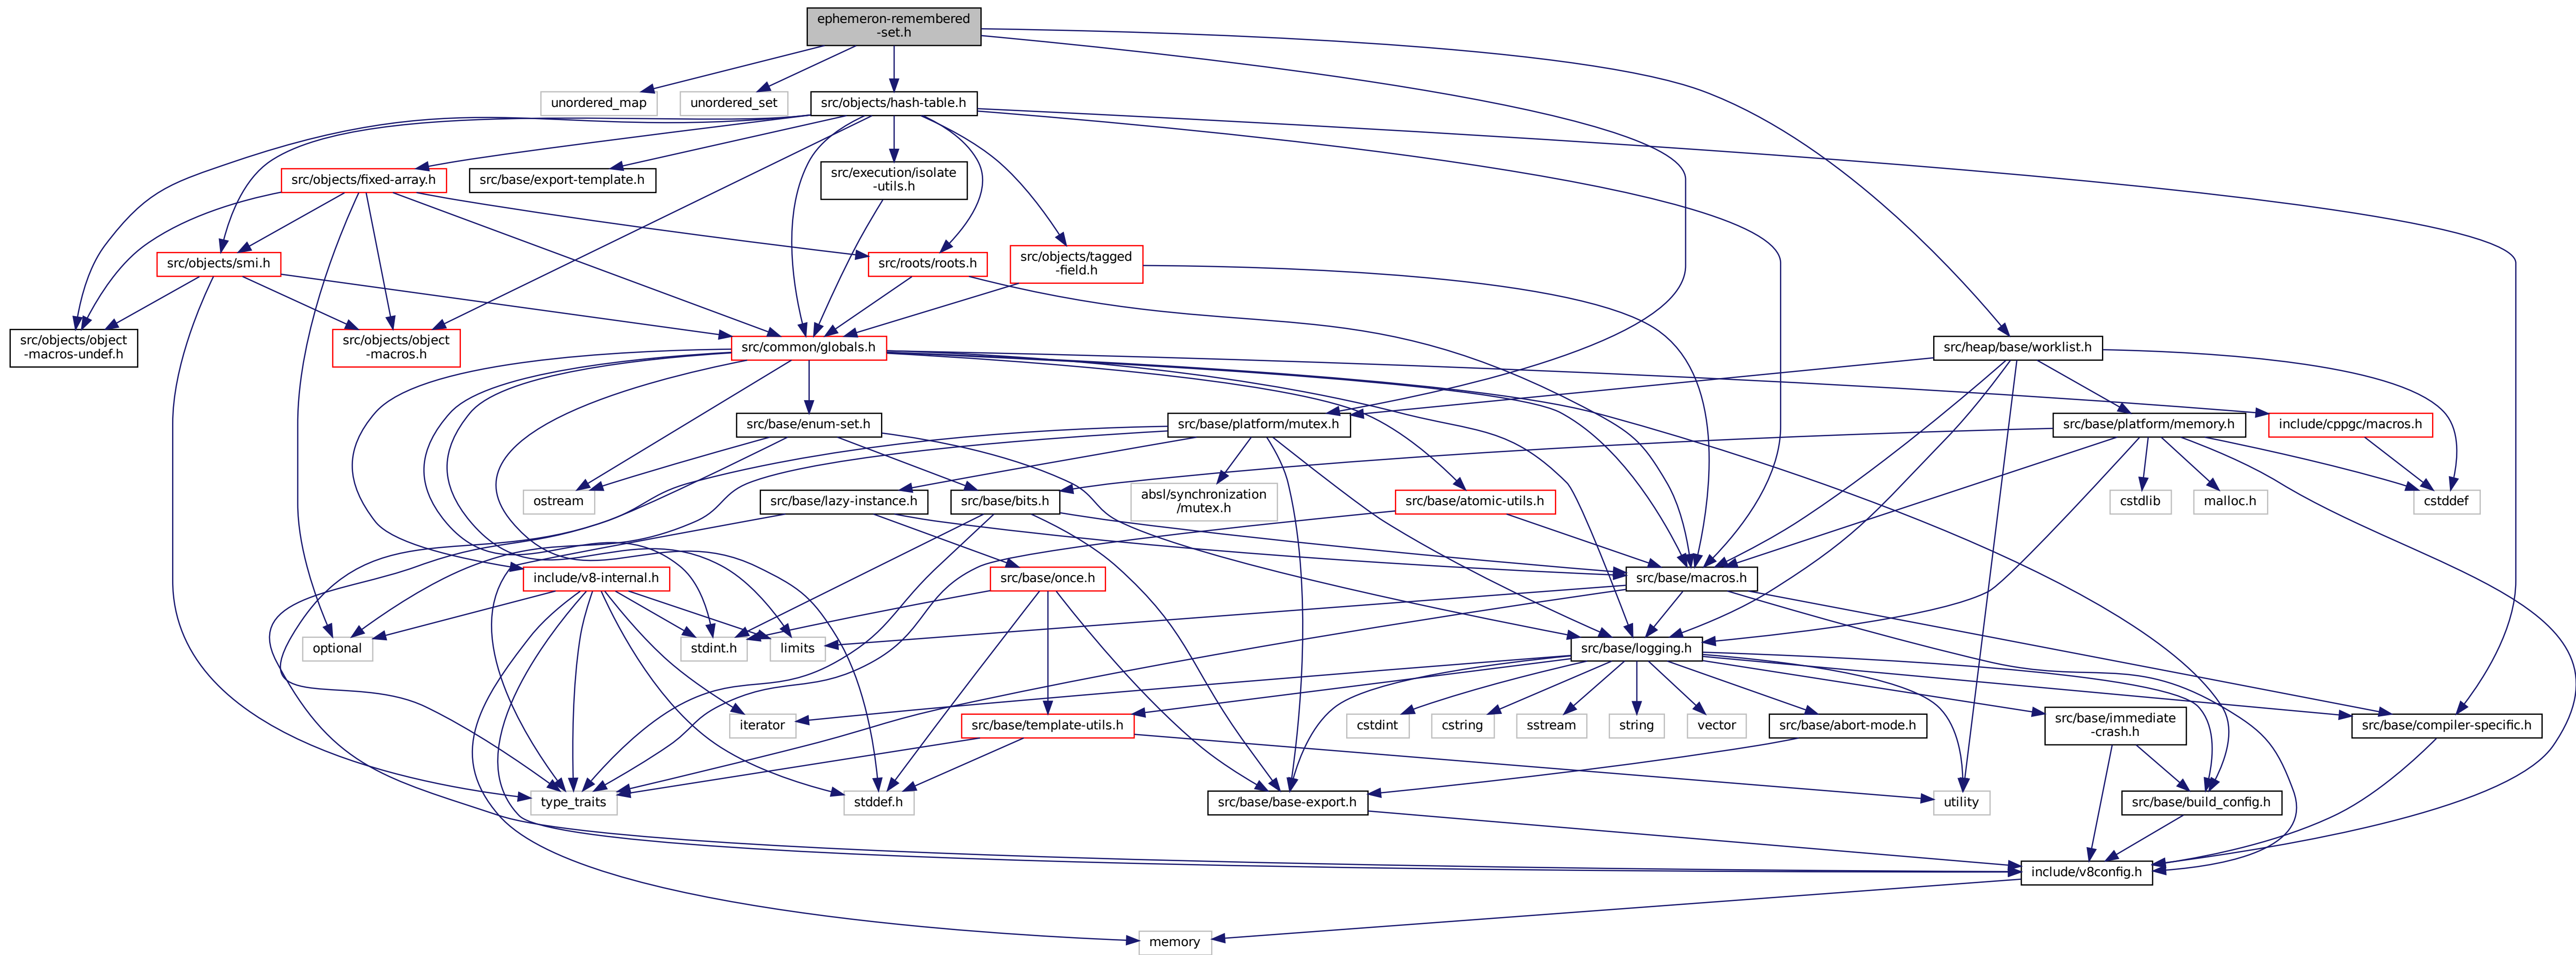 ephemeron-remembered
-set.h
unordered_map
unordered_set
src/objects/hash-table.h
src/objects/fixed-array.h
src/base/export-template.h
src/execution/isolate
-utils.h
src/objects/smi.h
src/roots/roots.h
src/objects/tagged
-field.h
src/objects/object
-macros-undef.h
src/objects/object
-macros.h
src/common/globals.h
src/heap/base/worklist.h
src/base/enum-set.h
src/base/platform/mutex.h
src/base/platform/memory.h
include/cppgc/macros.h
ostream
src/base/lazy-instance.h
src/base/bits.h
absl/synchronization
/mutex.h
src/base/atomic-utils.h
cstdlib
malloc.h
cstddef
include/v8-internal.h
src/base/once.h
src/base/macros.h
optional
stdint.h
limits
src/base/logging.h
iterator
src/base/template-utils.h
cstdint
cstring
sstream
string
vector
src/base/abort-mode.h
src/base/immediate
-crash.h
src/base/compiler-specific.h
type_traits
stddef.h
src/base/base-export.h
utility
src/base/build_config.h
include/v8config.h
memory